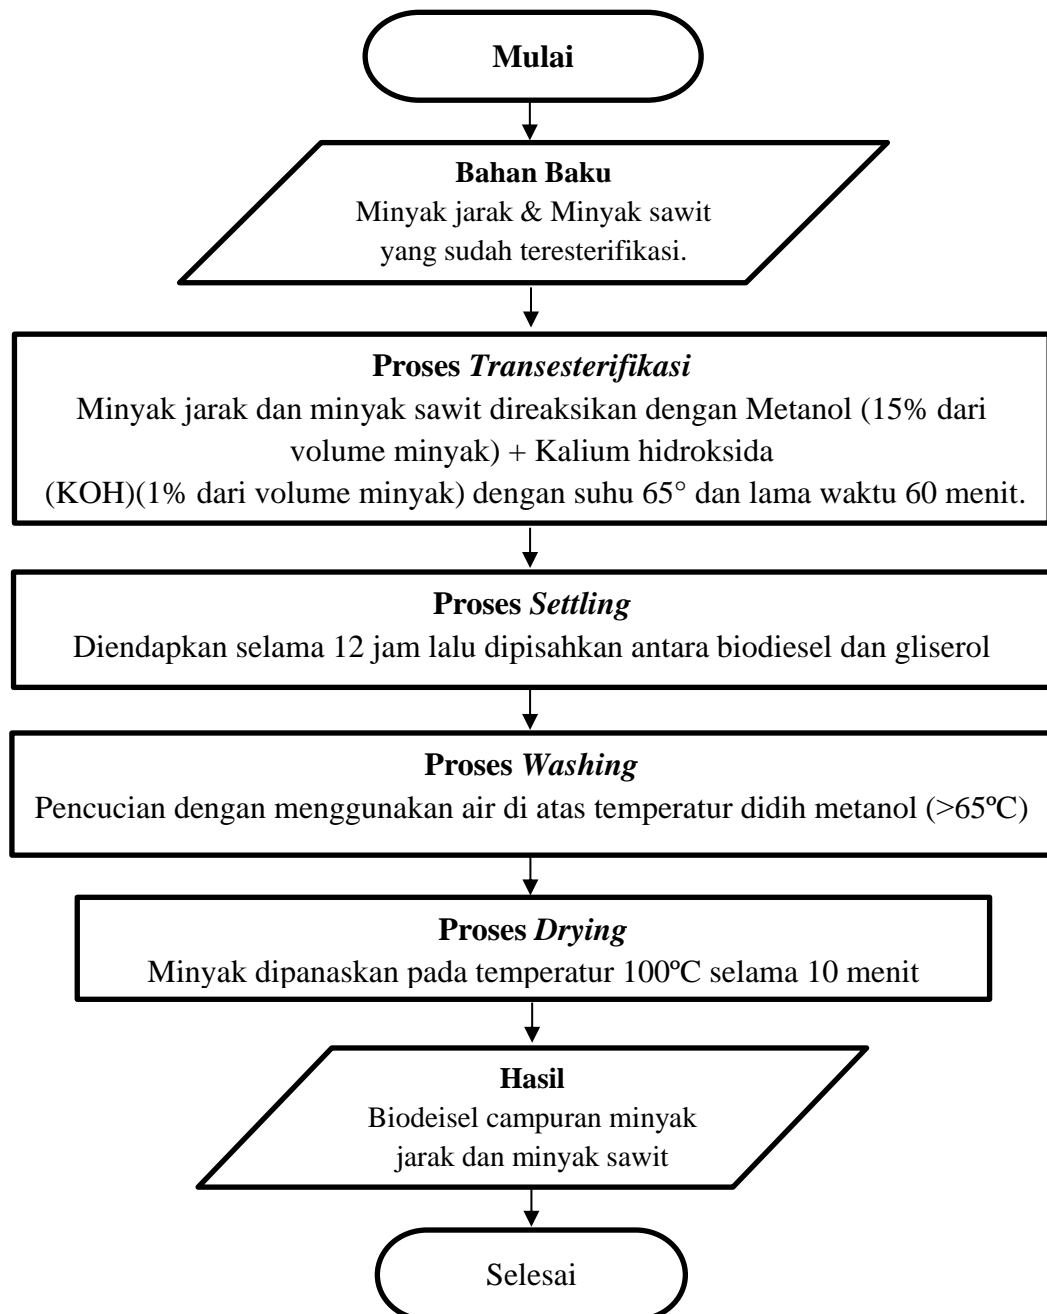 Mulai
Bahan Baku
Minyak jarak & Minyak sawit
yang sudah teresterifikasi.
Proses Transesterifikasi
Minyak jarak dan minyak sawit direaksikan dengan Metanol (15% dari
volume minyak) + Kalium hidroksida
(KOH)(1% dari volume minyak) dengan suhu 65° dan lama waktu 60 menit.
Proses Settling
Diendapkan selama 12 jam lalu dipisahkan antara biodiesel dan gliserol
Proses Washing
Pencucian dengan menggunakan air di atas temperatur didih metanol (>65ºC)
Proses Drying
Minyak dipanaskan pada temperatur 100ºC selama 10 menit
Hasil
Biodeisel campuran minyak
jarak dan minyak sawit
Selesai